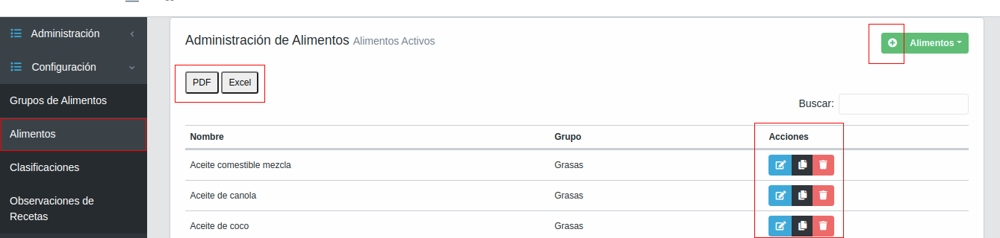 Administración
Configuración
Grupos de Alimentos
Alimentos
Clasificaciones
Observaciones de
Recetas
Administración de Alimentos Alimentos Activos
Alimentos
PDF Excel
Buscar:
Nombre Grupo Acciones
Aceite comestible mezcla Grasas
Aceite de canola Grasas
Aceite de coco Grasas